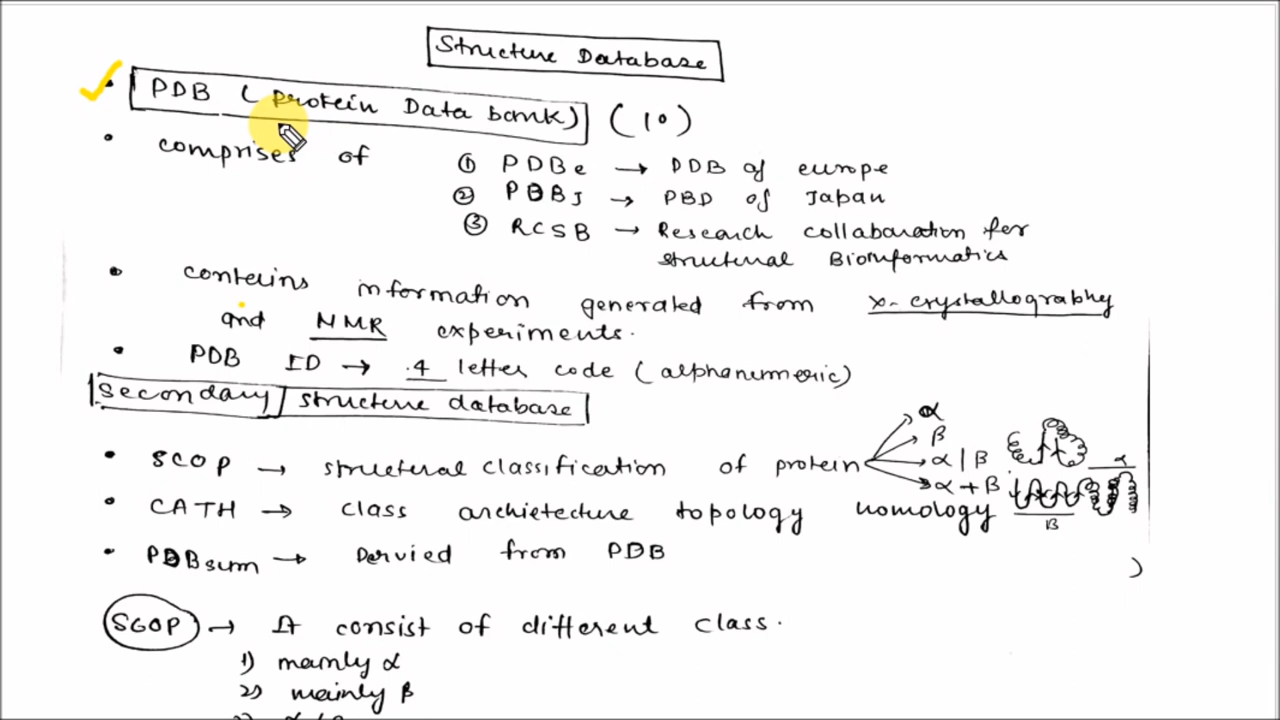 Structure Database
• PDB (Protein Data bank) (10)
• comprises of ① PDBe → PDB of europe
② PDBJ → PBD of Japan
③ RCSB → Research collaboration for
structural Bioinformatics
• contains information generated from x-crystallography
and NMR experiments.
• PDB ID → .4 letter code (alphanumeric)
Secondary structure database
• SCOP → structural classification of protein
α
β
α|β
α+β
α
• CATH → class archietecture topology homology
β
• PDBsum → Dervied from PDB
SCOP → It consist of different class.
1) mainly α
2) mainly β